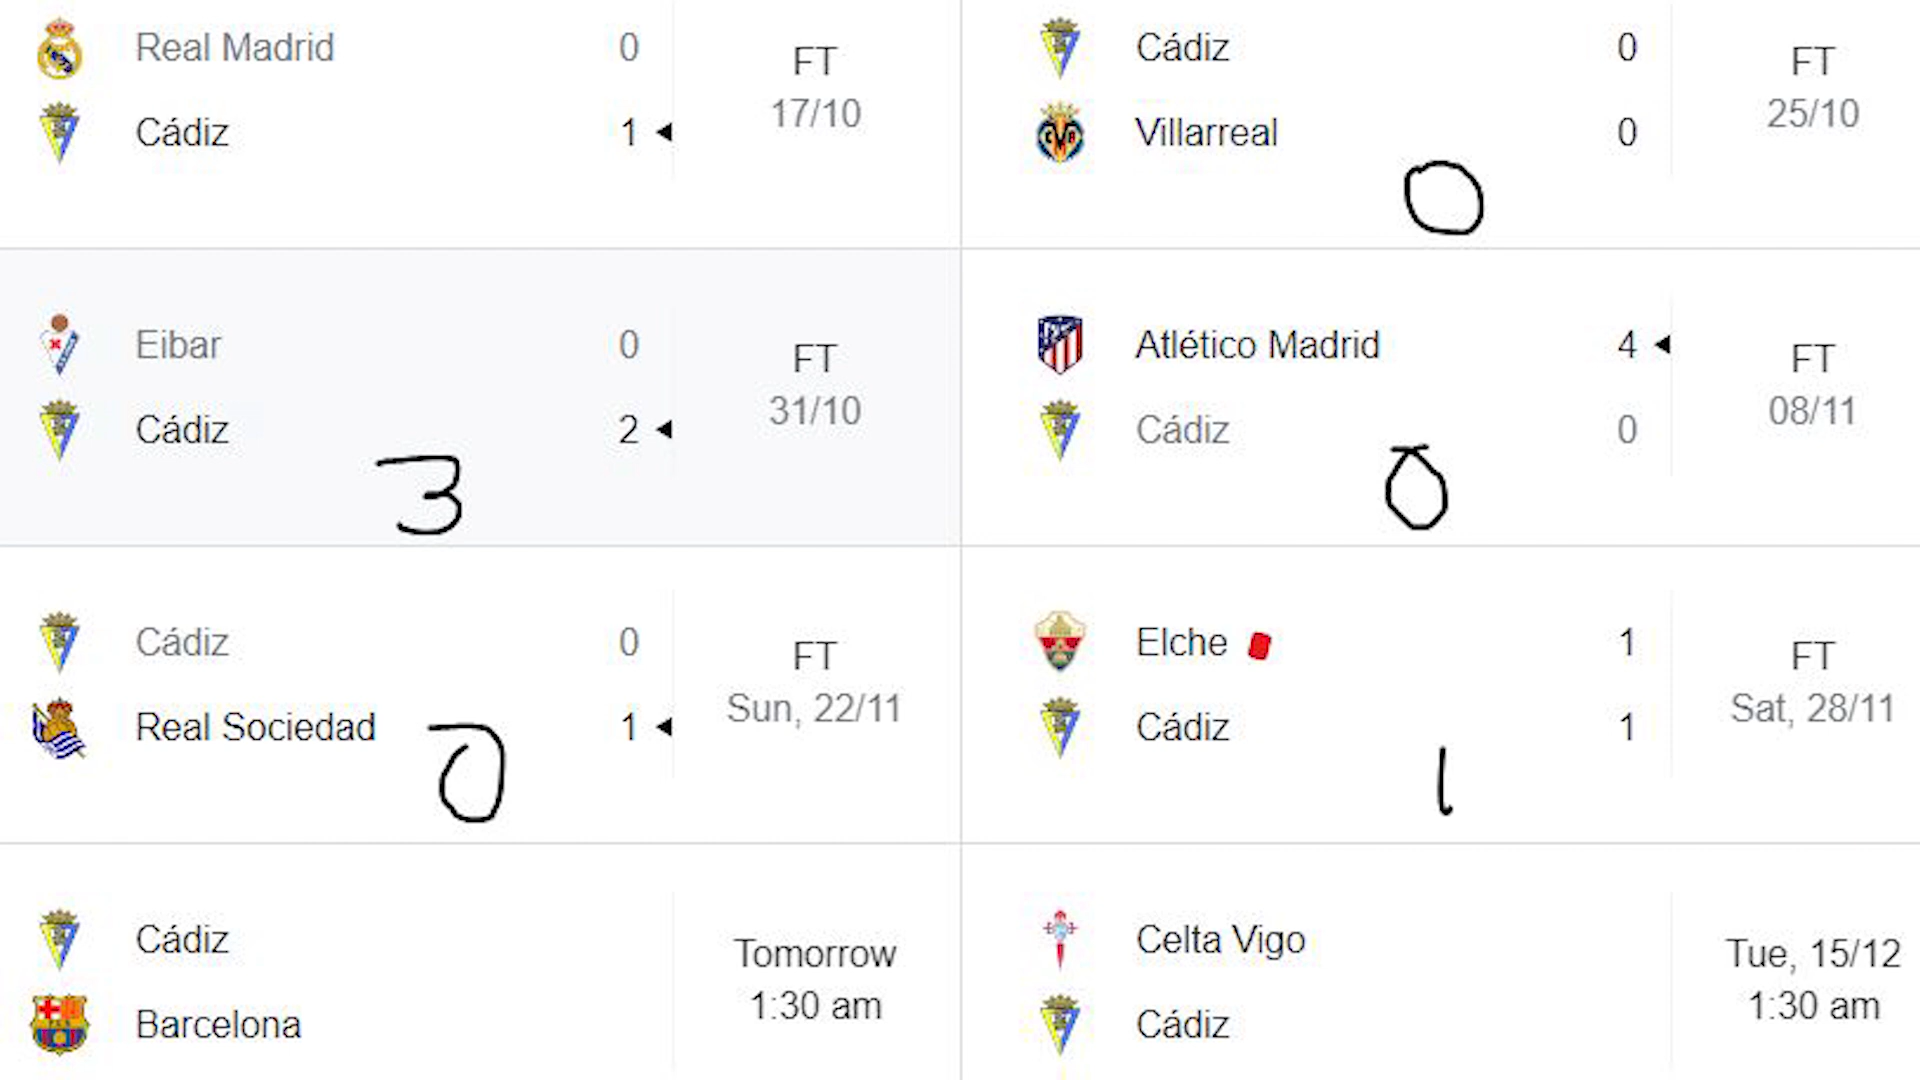 Real Madrid 0
FT
17/10
Cádiz 1
Cádiz 0
FT
25/10
Villarreal 0
0
Eibar 0
FT
31/10
Cádiz 2
3
Atlético Madrid 4
FT
08/11
Cádiz 0
0
Cádiz 0
FT
Sun, 22/11
Real Sociedad 1
0
Elche 1
FT
Sat, 28/11
Cádiz 1
1
Cádiz
Tomorrow
1:30 am
Barcelona
Celta Vigo
Tue, 15/12
1:30 am
Cádiz